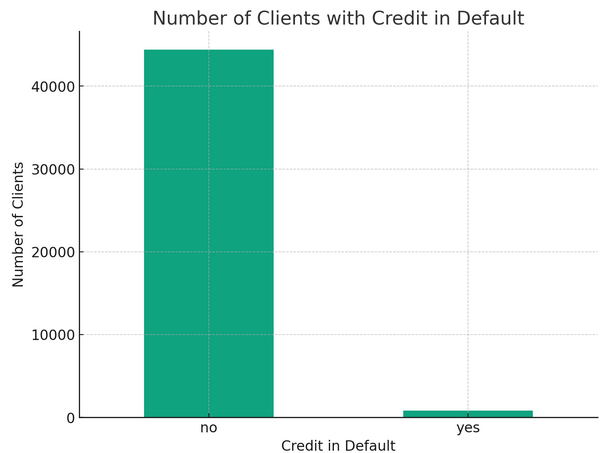 Number of Clients with Credit in Default
Number of Clients
40000
30000
20000
10000
0
no yes
Credit in Default